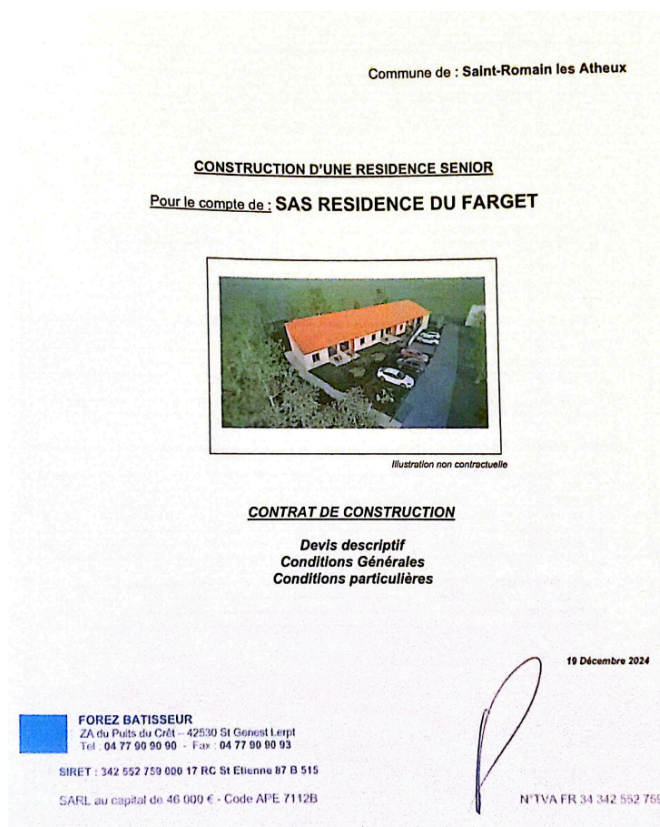 Commune de : Saint-Romain les Atheux
CONSTRUCTION D'UNE RESIDENCE SENIOR
Pour le compte de : SAS RESIDENCE DU FARGET
Illustration non contractuelle
CONTRAT DE CONSTRUCTION
Devis descriptif
Conditions Générales
Conditions particulières
19 Décembre 2024
FOREZ BATISSEUR
ZA du Puits du Crêt – 42530 St Genest Lerpt
Tel : 04 77 90 90 90 - Fax : 04 77 90 90 93
SIRET : 342 552 759 000 17 RC St Etienne 87 B 515
SARL au capital de 46 000 € - Code APE 7112B
N°TVA FR 34 342 552 759